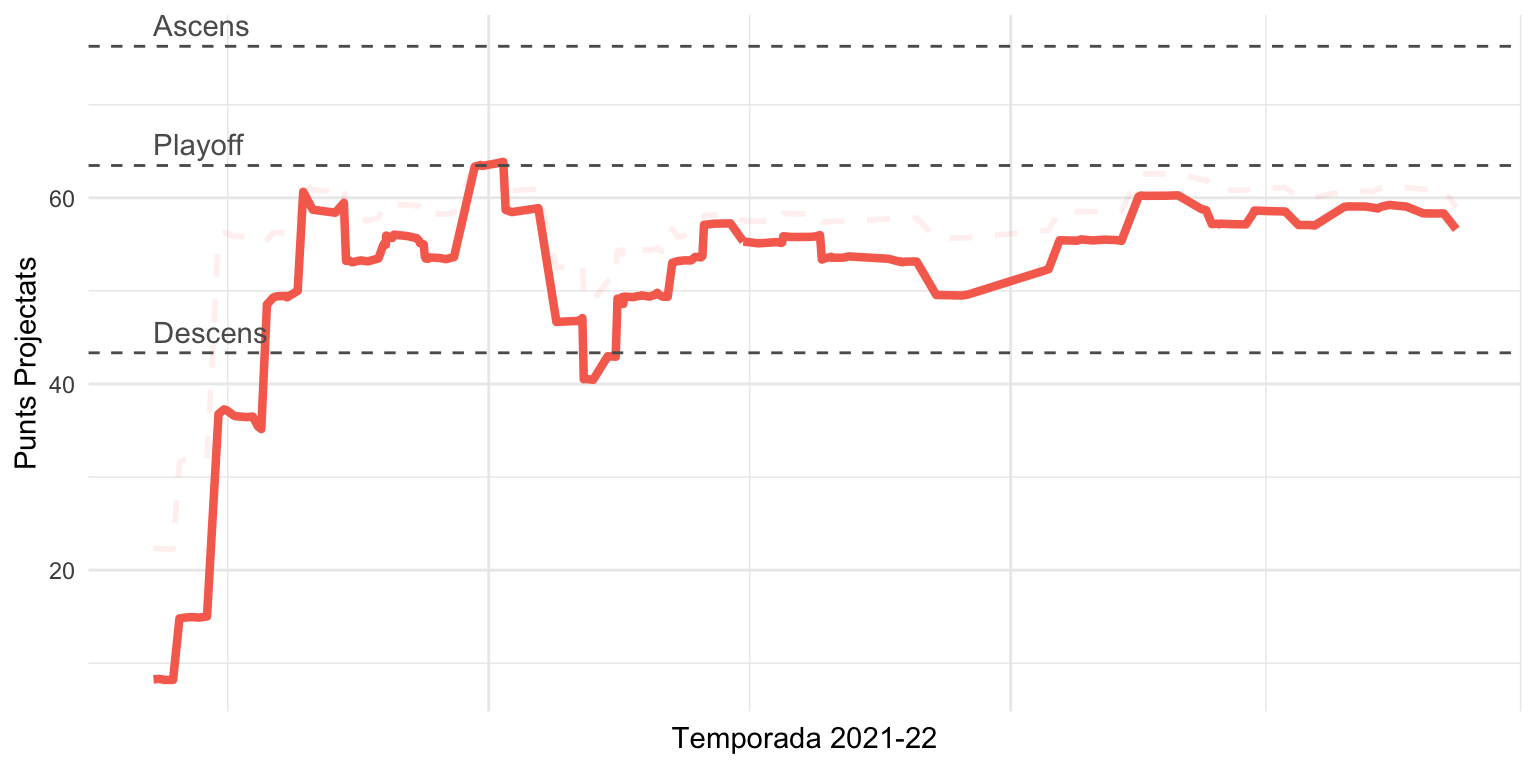 Ascens
Playoff
60
Descens
40
20
Punts Projectats
Temporada 2021-22